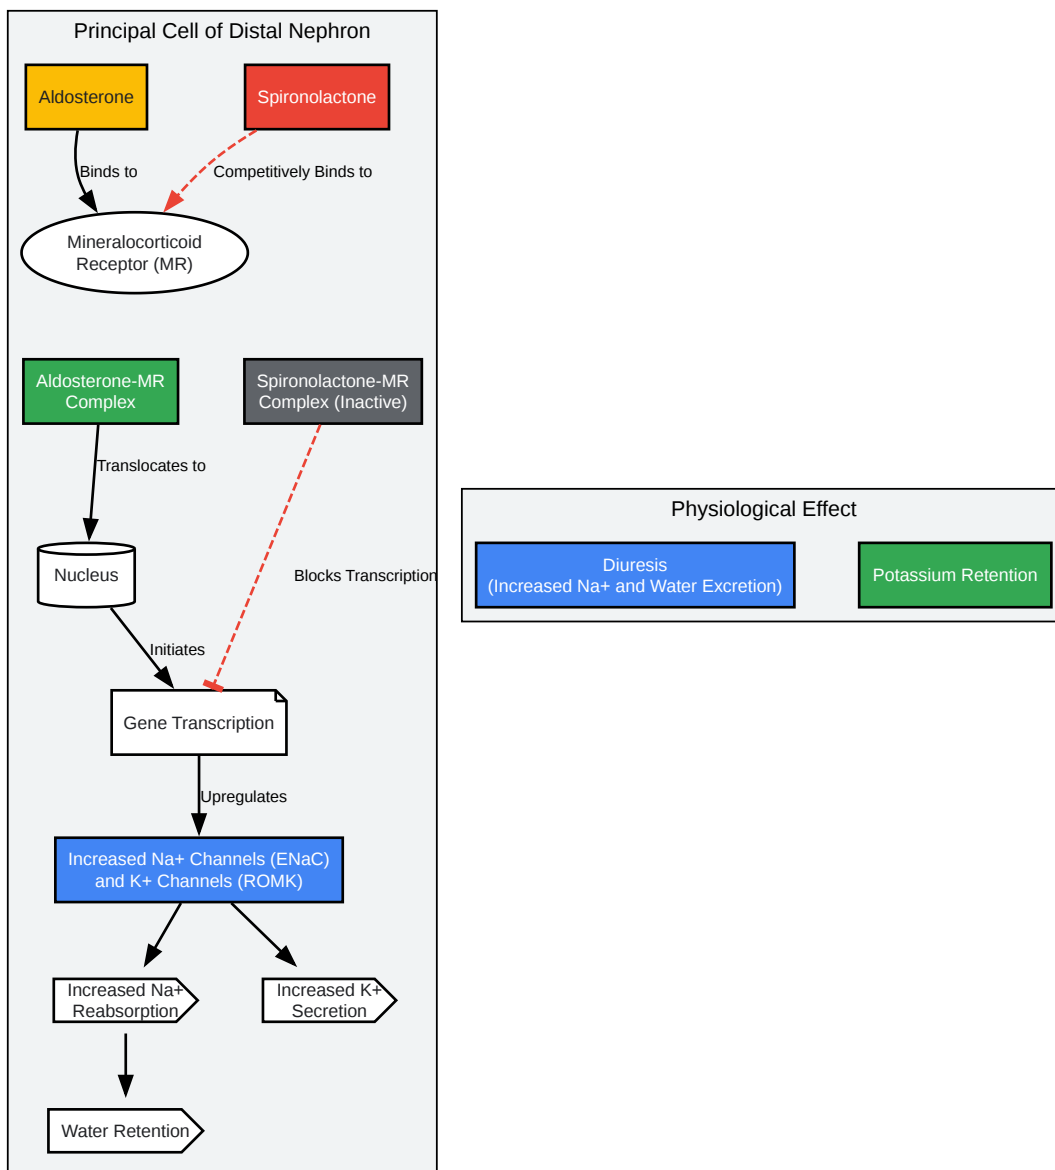 Principal Cell of Distal Nephron
Aldosterone
Spironolactone
Binds to
Competitively Binds to
Mineralocorticoid
Receptor (MR)
Aldosterone-MR
Complex
Spironolactone-MR
Complex (Inactive)
Translocates to
Nucleus
Blocks Transcription
Initiates
Gene Transcription
Upregulates
Increased Na+ Channels (ENaC)
and K+ Channels (ROMK)
Increased Na+
Reabsorption
Increased K+
Secretion
Water Retention
Physiological Effect
Diuresis
(Increased Na+ and Water Excretion)
Potassium Retention